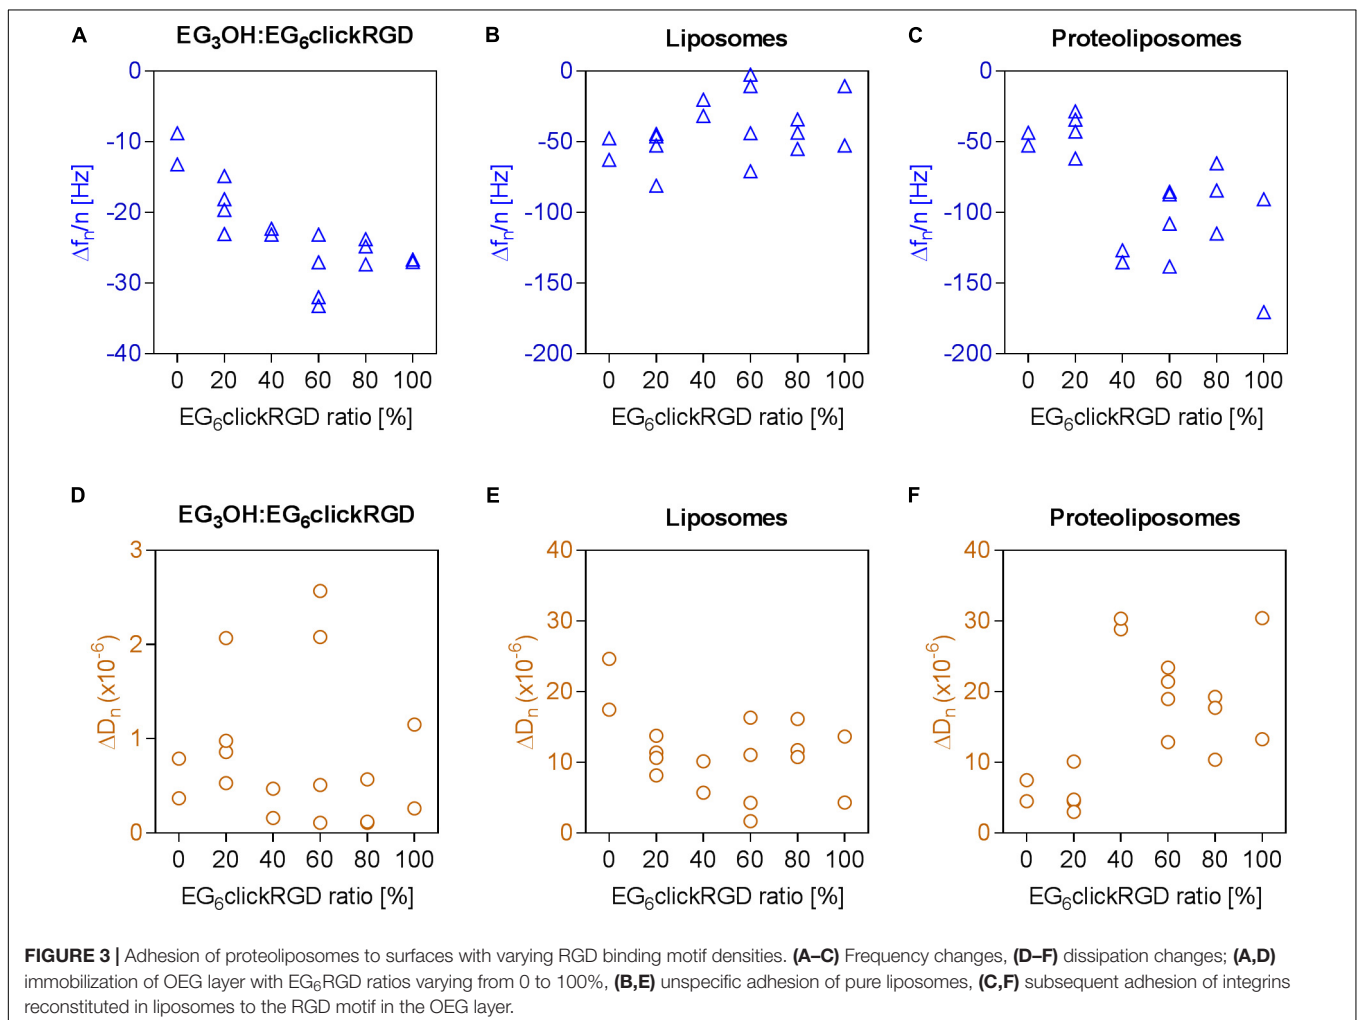 A
EG3OH:EG6clickRGD
0
-10
-20
-30
-40
Δfn/n [Hz]
0 20 40 60 80 100
EG6clickRGD ratio [%]
B
Liposomes
0
-50
-100
-150
-200
Δfn/n [Hz]
0 20 40 60 80 100
EG6clickRGD ratio [%]
C
Proteoliposomes
0
-50
-100
-150
-200
Δfn/n [Hz]
0 20 40 60 80 100
EG6clickRGD ratio [%]
D
EG3OH:EG6clickRGD
3
2
1
0
ΔDn (x10-6)
0 20 40 60 80 100
EG6clickRGD ratio [%]
E
Liposomes
40
30
20
10
0
ΔDn (x10-6)
0 20 40 60 80 100
EG6clickRGD ratio [%]
F
Proteoliposomes
40
30
20
10
0
ΔDn (x10-6)
0 20 40 60 80 100
EG6clickRGD ratio [%]
FIGURE 3 | Adhesion of proteoliposomes to surfaces with varying RGD binding motif densities. (A–C) Frequency changes, (D–F) dissipation changes; (A,D)
immobilization of OEG layer with EG6RGD ratios varying from 0 to 100%, (B,E) unspecific adhesion of pure liposomes, (C,F) subsequent adhesion of integrins
reconstituted in liposomes to the RGD motif in the OEG layer.